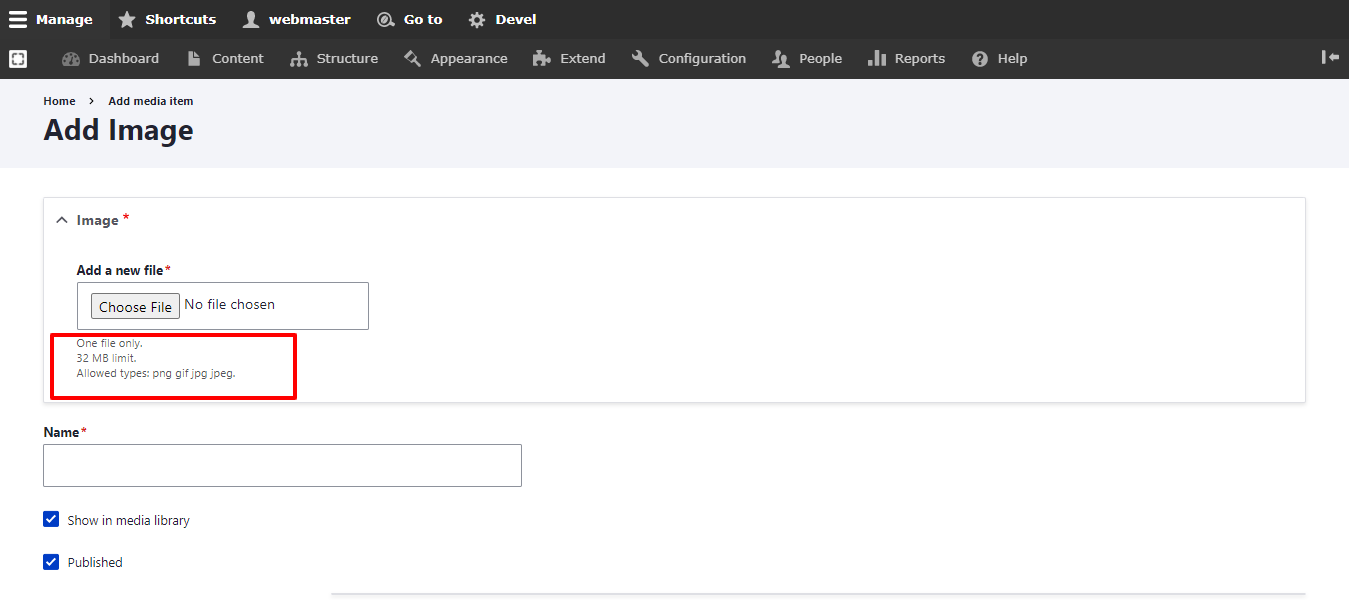 Manage Shortcuts webmaster Go to Devel
Dashboard Content Structure Appearance Extend Configuration People Reports Help
Home › Add media item
Add Image
Image *
Add a new file*
Choose File No file chosen
One file only.
32 MB limit.
Allowed types: png gif jpg jpeg.
Name*
Show in media library
Published